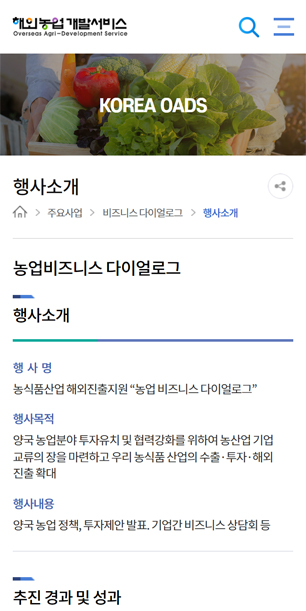 해외농업개발서비스
Overseas Agri-Development Service
KOREA OADS
행사소개
주요사업 > 비즈니스 다이얼로그 > 행사소개
농업비즈니스 다이얼로그
행사소개
행 사 명
농식품산업 해외진출지원 “농업 비즈니스 다이얼로그”
행사목적
양국 농업분야 투자유치 및 협력강화를 위하여 농산업 기업
교류의 장을 마련하고 우리 농식품 산업의 수출·투자·해외
진출 확대
행사내용
양국 농업 정책, 투자제안 발표. 기업간 비즈니스 상담회 등
추진 경과 및 성과